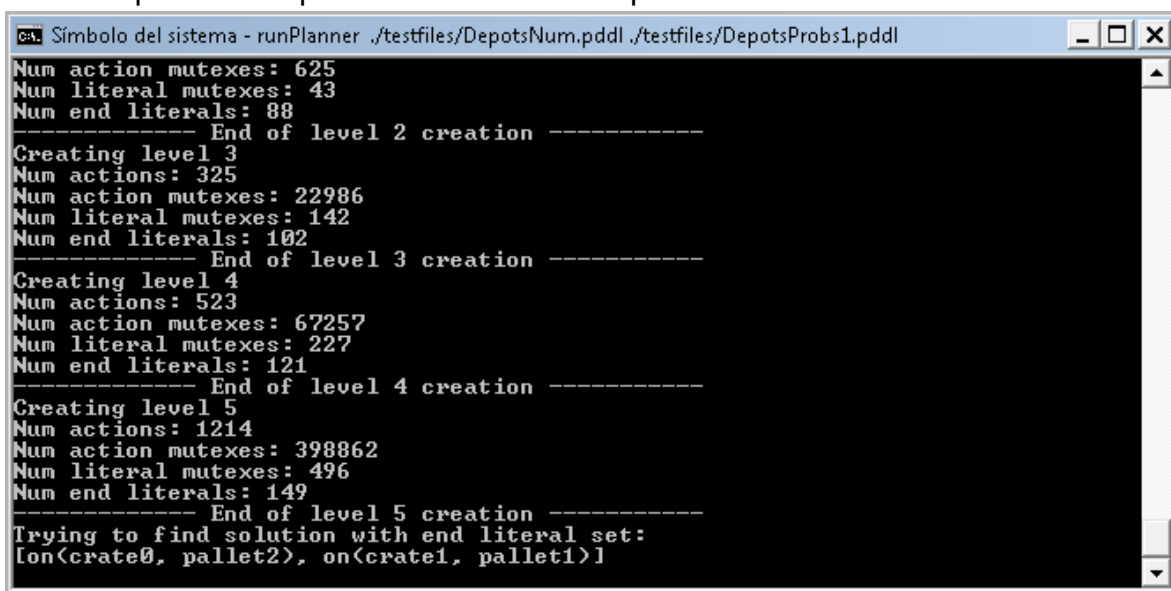 Símbolo del sistema - runPlanner ./testfiles/DepotsNum.pddl ./testfiles/DepotsProbs1.pddl
Num action mutexes: 625
Num literal mutexes: 43
Num end literals: 88
------------- End of level 2 creation -----------
Creating level 3
Num actions: 325
Num action mutexes: 22986
Num literal mutexes: 142
Num end literals: 102
------------- End of level 3 creation -----------
Creating level 4
Num actions: 523
Num action mutexes: 67257
Num literal mutexes: 227
Num end literals: 121
------------- End of level 4 creation -----------
Creating level 5
Num actions: 1214
Num action mutexes: 398862
Num literal mutexes: 496
Num end literals: 149
------------- End of level 5 creation -----------
Trying to find solution with end literal set:
[on(crate0, pallet2), on(crate1, pallet1)]